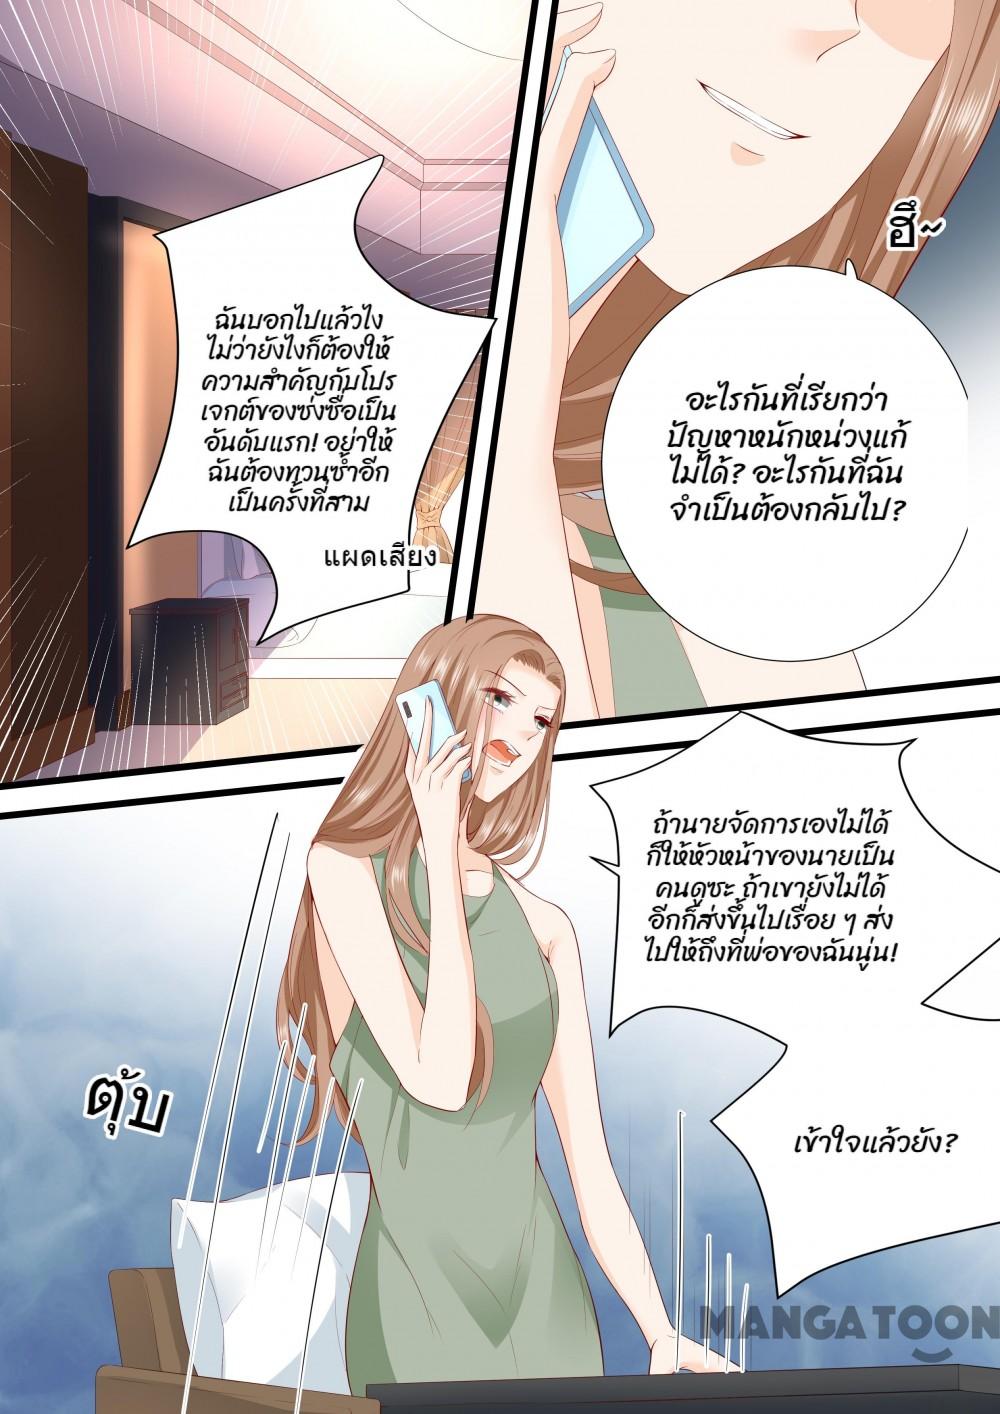 ฮึ~
อะไรกันที่เรียกว่า
ปัญหาหนักหน่วงแก้
ไม่ได้? อะไรกันที่ฉัน
จำเป็นต้องกลับไป?
ฉันบอกไปแล้วไง
ไม่ว่ายังไงก็ต้องให้
ความสำคัญกับโปร
เจกต์ของซ่งซื่อเป็น
อันดับแรก! อย่าให้
ฉันต้องทวนซ้ำอีก
เป็นครั้งที่สาม
แผดเสียง
ถ้านายจัดการเองไม่ได้
ก็ให้หัวหน้าของนายเป็น
คนดูซะ ถ้าเขายังไม่ได้
อีกก็ส่งขึ้นไปเรื่อย ๆ ส่ง
ไปให้ถึงที่พ่อของฉันนู่น!
ตุ้บ
เข้าใจแล้วยัง?
MANGATOON